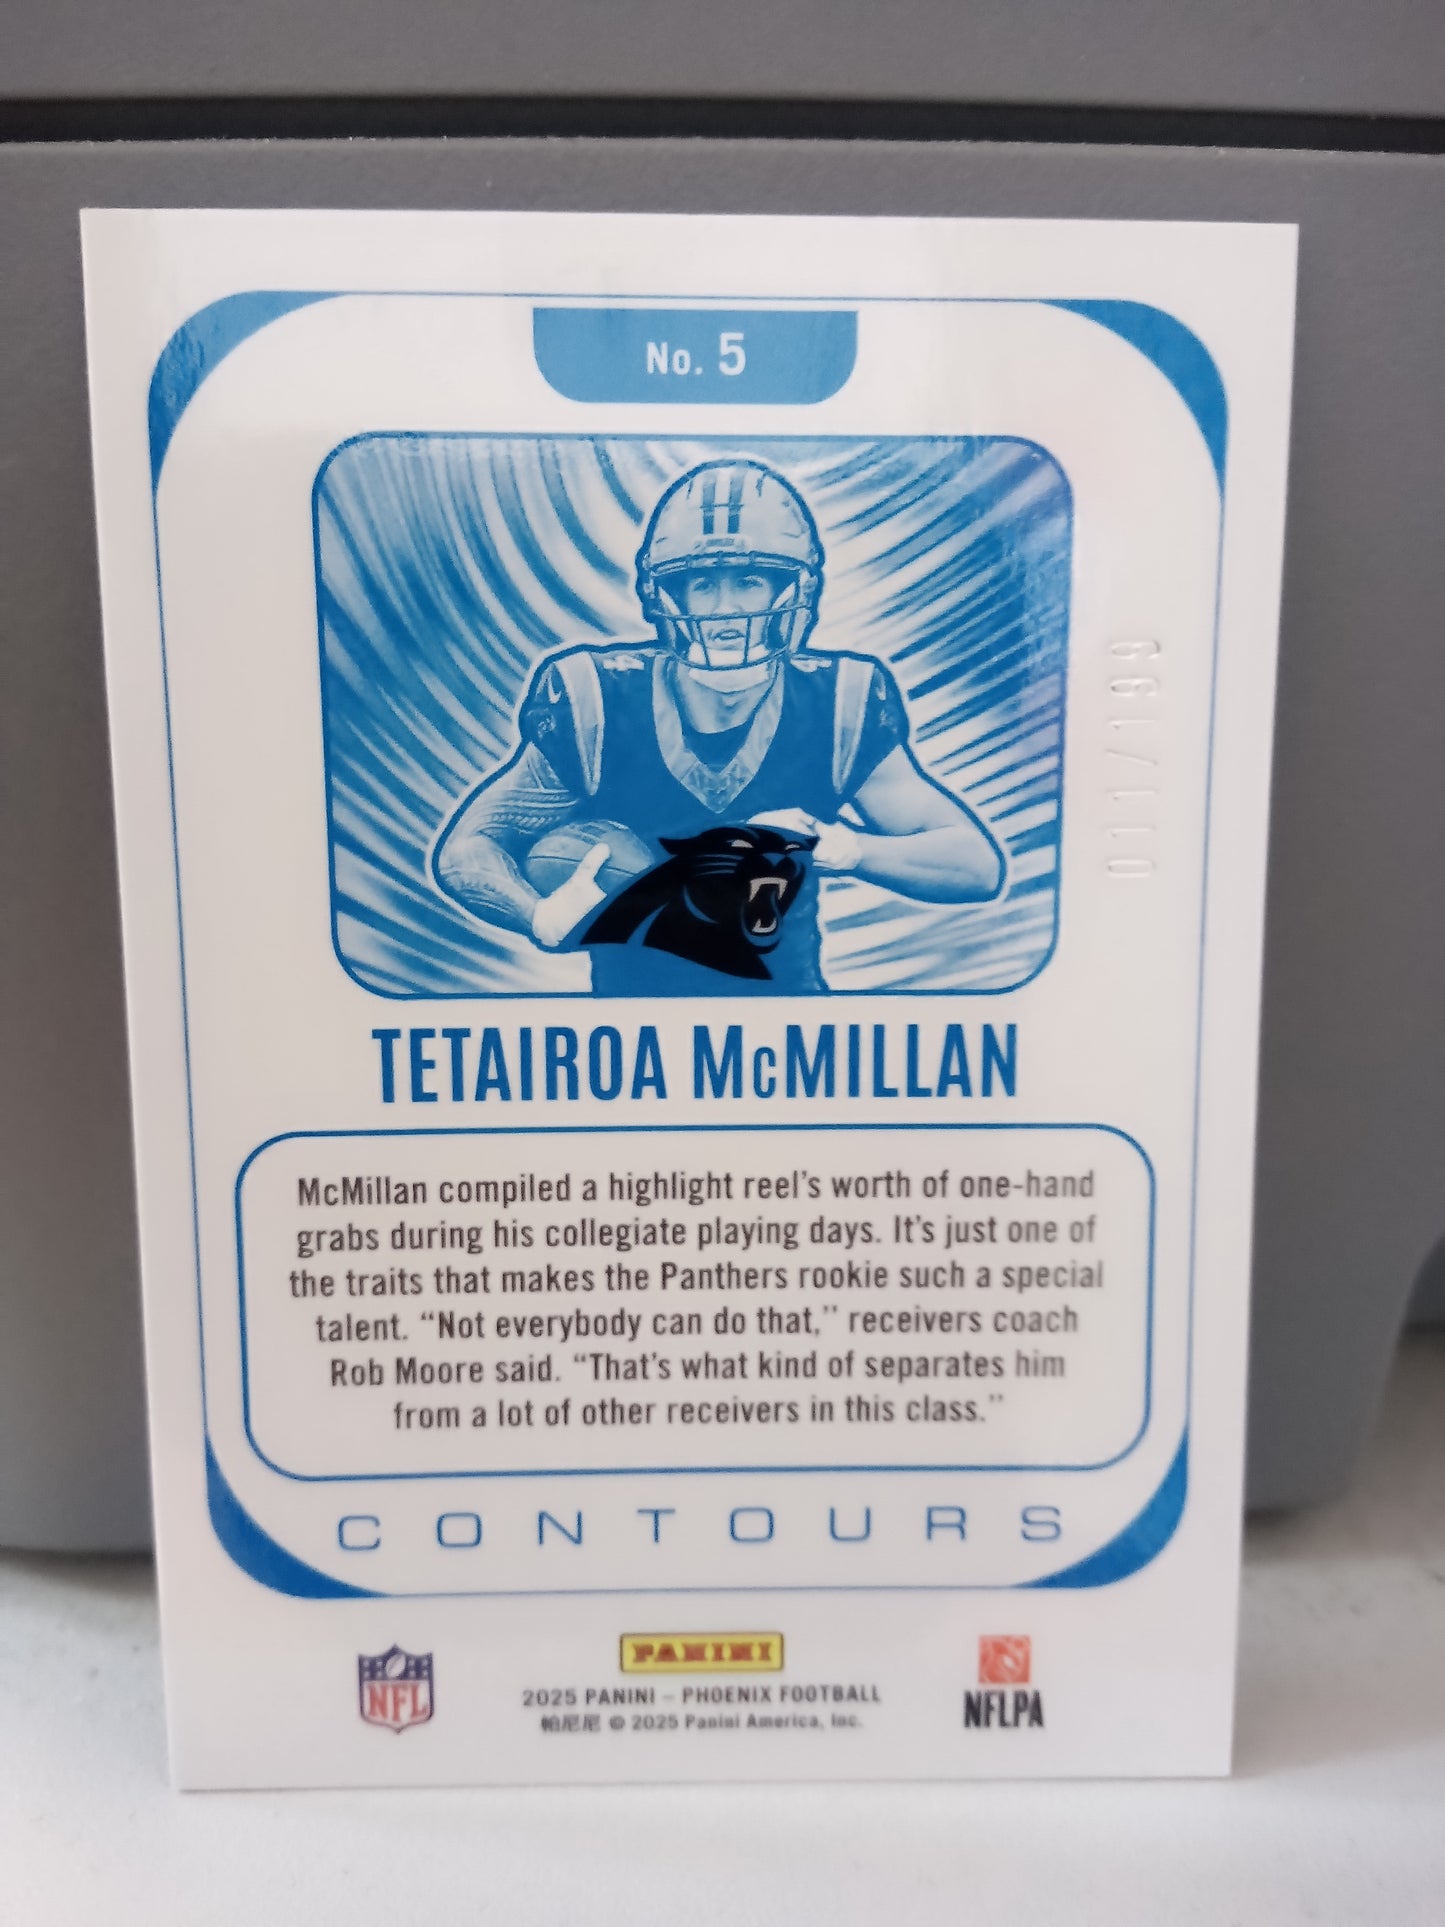 No. 5
011/199
TETAIROA McMILLAN
McMillan compiled a highlight reel's worth of one-hand
grabs during his collegiate playing days. It's just one of
the traits that makes the Panthers rookie such a special
talent. “Not everybody can do that,” receivers coach
Rob Moore said. “That's what kind of separates him
from a lot of other receivers in this class.”
CONTOURS
NFL
PANINI
2025 PANINI – PHOENIX FOOTBALL
帕尼尼 © 2025 Panini America, Inc.
NFLPA